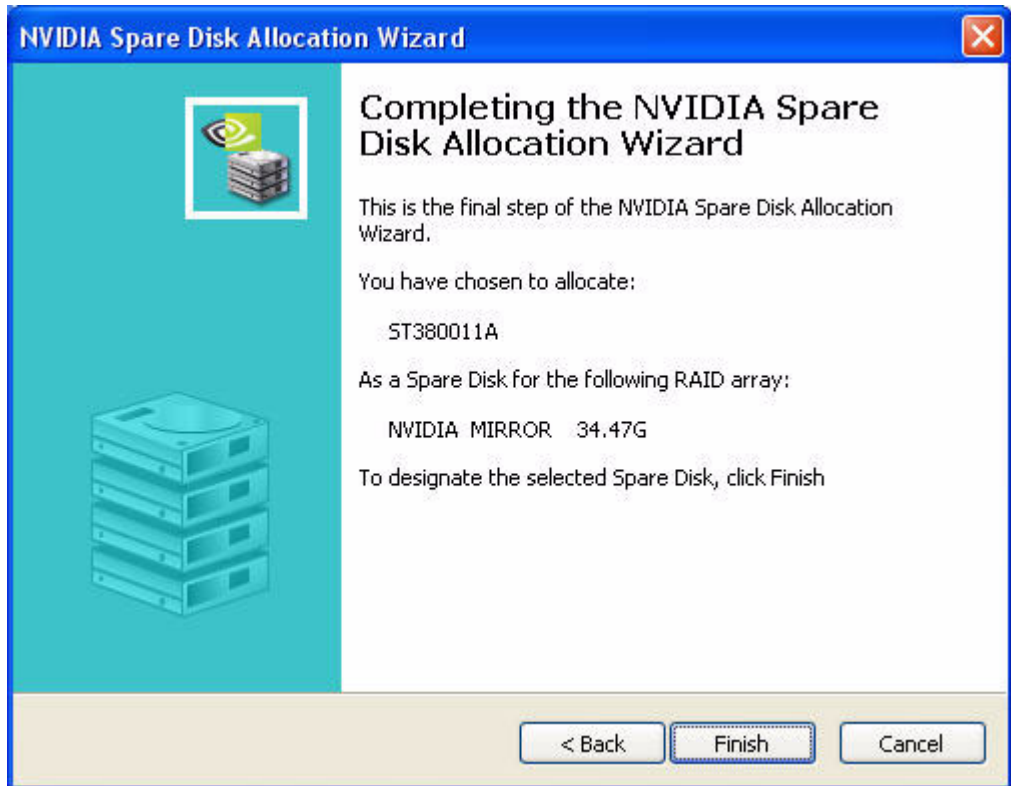 NVIDIA Spare Disk Allocation Wizard
Completing the NVIDIA Spare
Disk Allocation Wizard
This is the final step of the NVIDIA Spare Disk Allocation
Wizard.
You have chosen to allocate:
ST380011A
As a Spare Disk for the following RAID array:
NVIDIA MIRROR 34.47G
To designate the selected Spare Disk, click Finish
< Back
Finish
Cancel